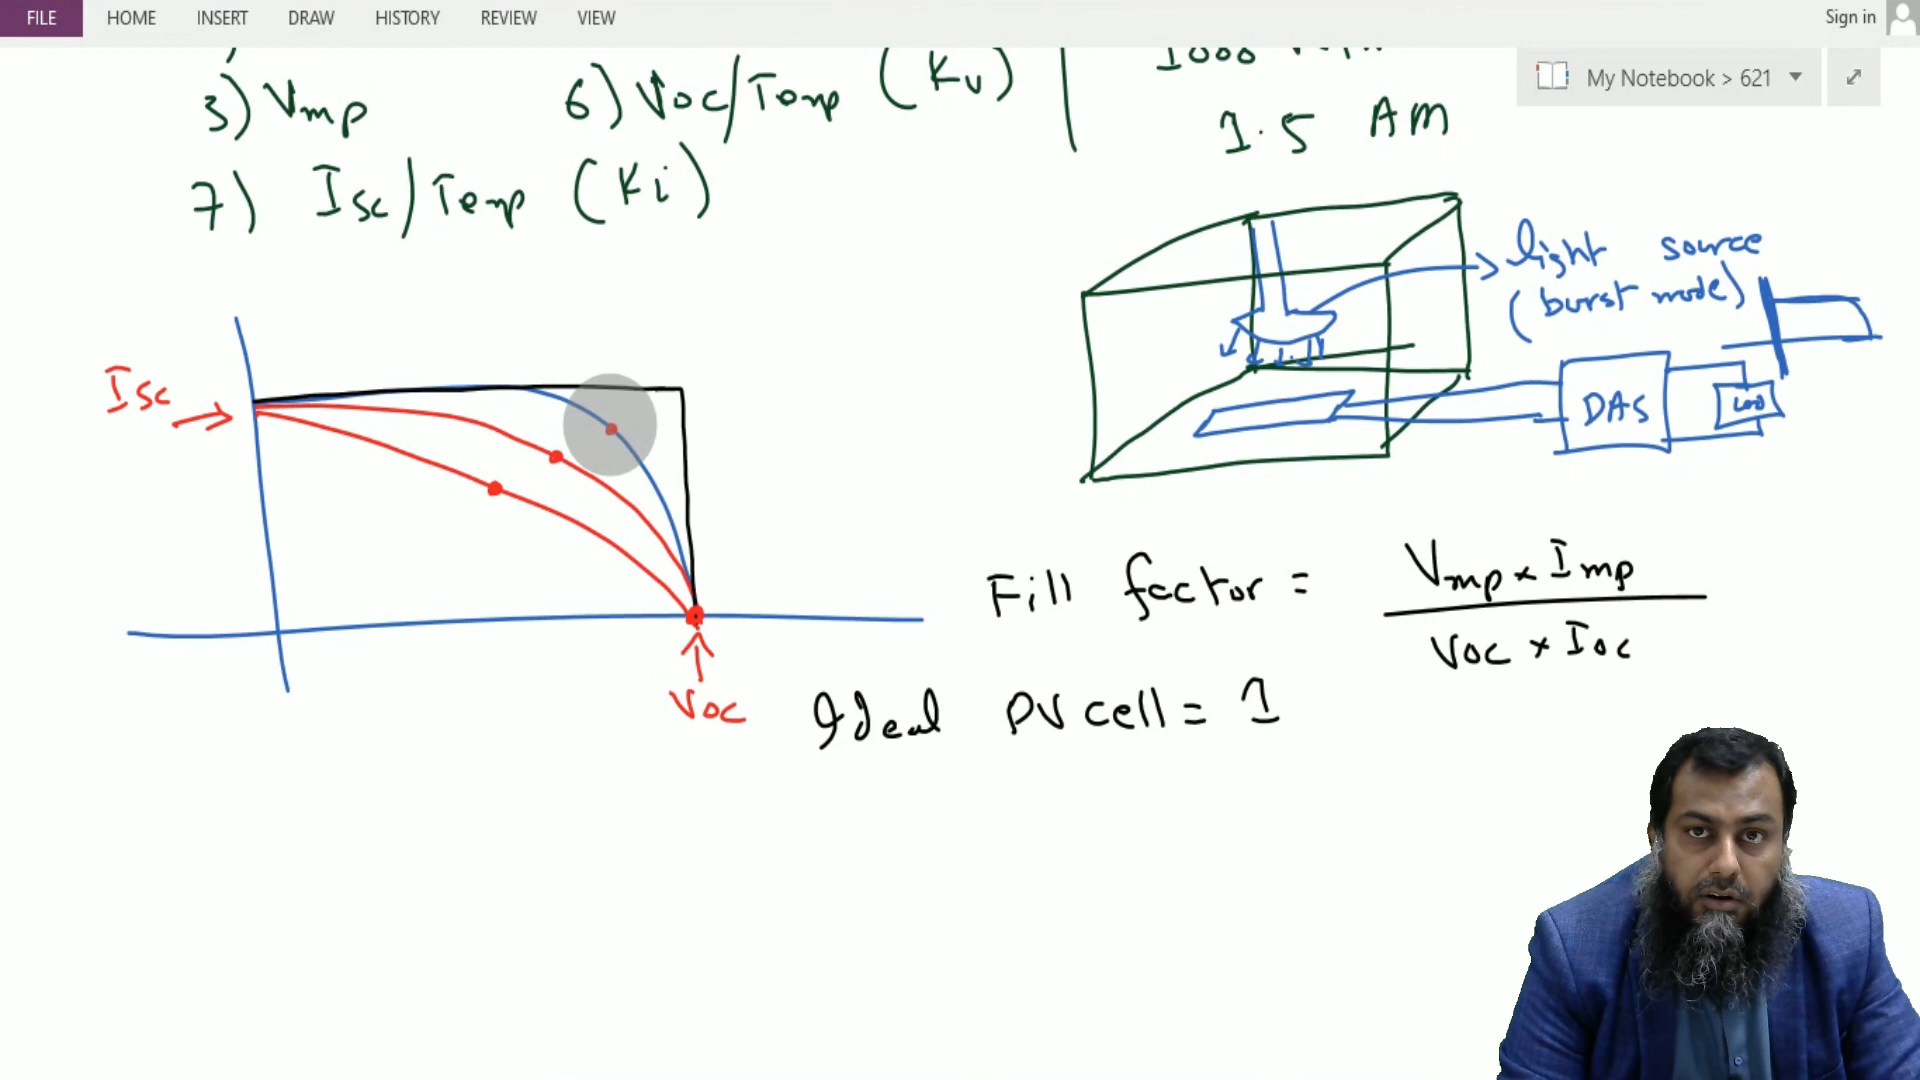 FILE HOME INSERT DRAW HISTORY REVIEW VIEW Sign in
My Notebook > 621
3) Vmp 6) Voc/Temp (Kv)
1.5 AM
7) Isc/Temp (Ki)
light source
(burst mode)
Isc
DAS
Fill factor = Vmp x Imp
Voc x Ioc
Voc
Ideal PV cell = 1